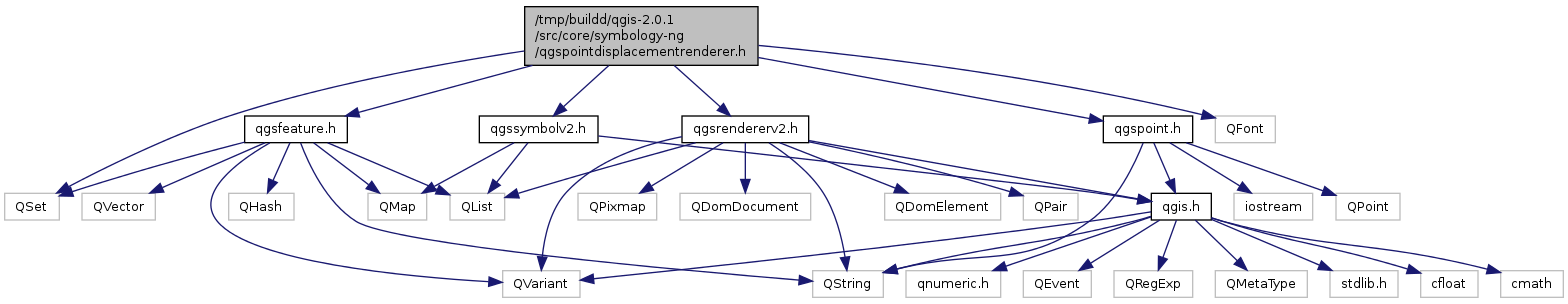 /tmp/buildd/qgis-2.0.1
/src/core/symbology-ng
/qgspointdisplacementrenderer.h
qgsfeature.h
qgssymbolv2.h
qgsrendererv2.h
qgspoint.h
QFont
QSet
QVector
QHash
QMap
QList
QPixmap
QDomDocument
QDomElement
QPair
qgis.h
iostream
QPoint
QVariant
QString
qnumeric.h
QEvent
QRegExp
QMetaType
stdlib.h
cfloat
cmath